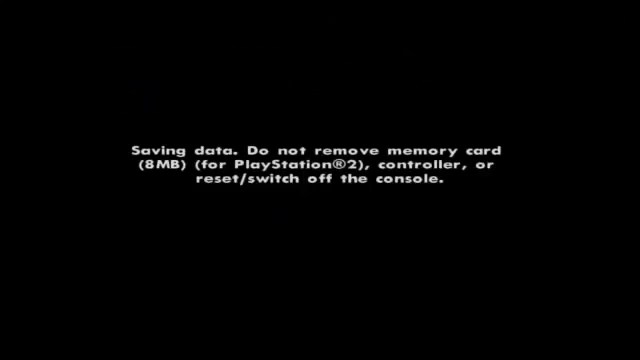 Saving data. Do not remove memory card
(8MB) (for PlayStation®2), controller, or
reset/switch off the console.